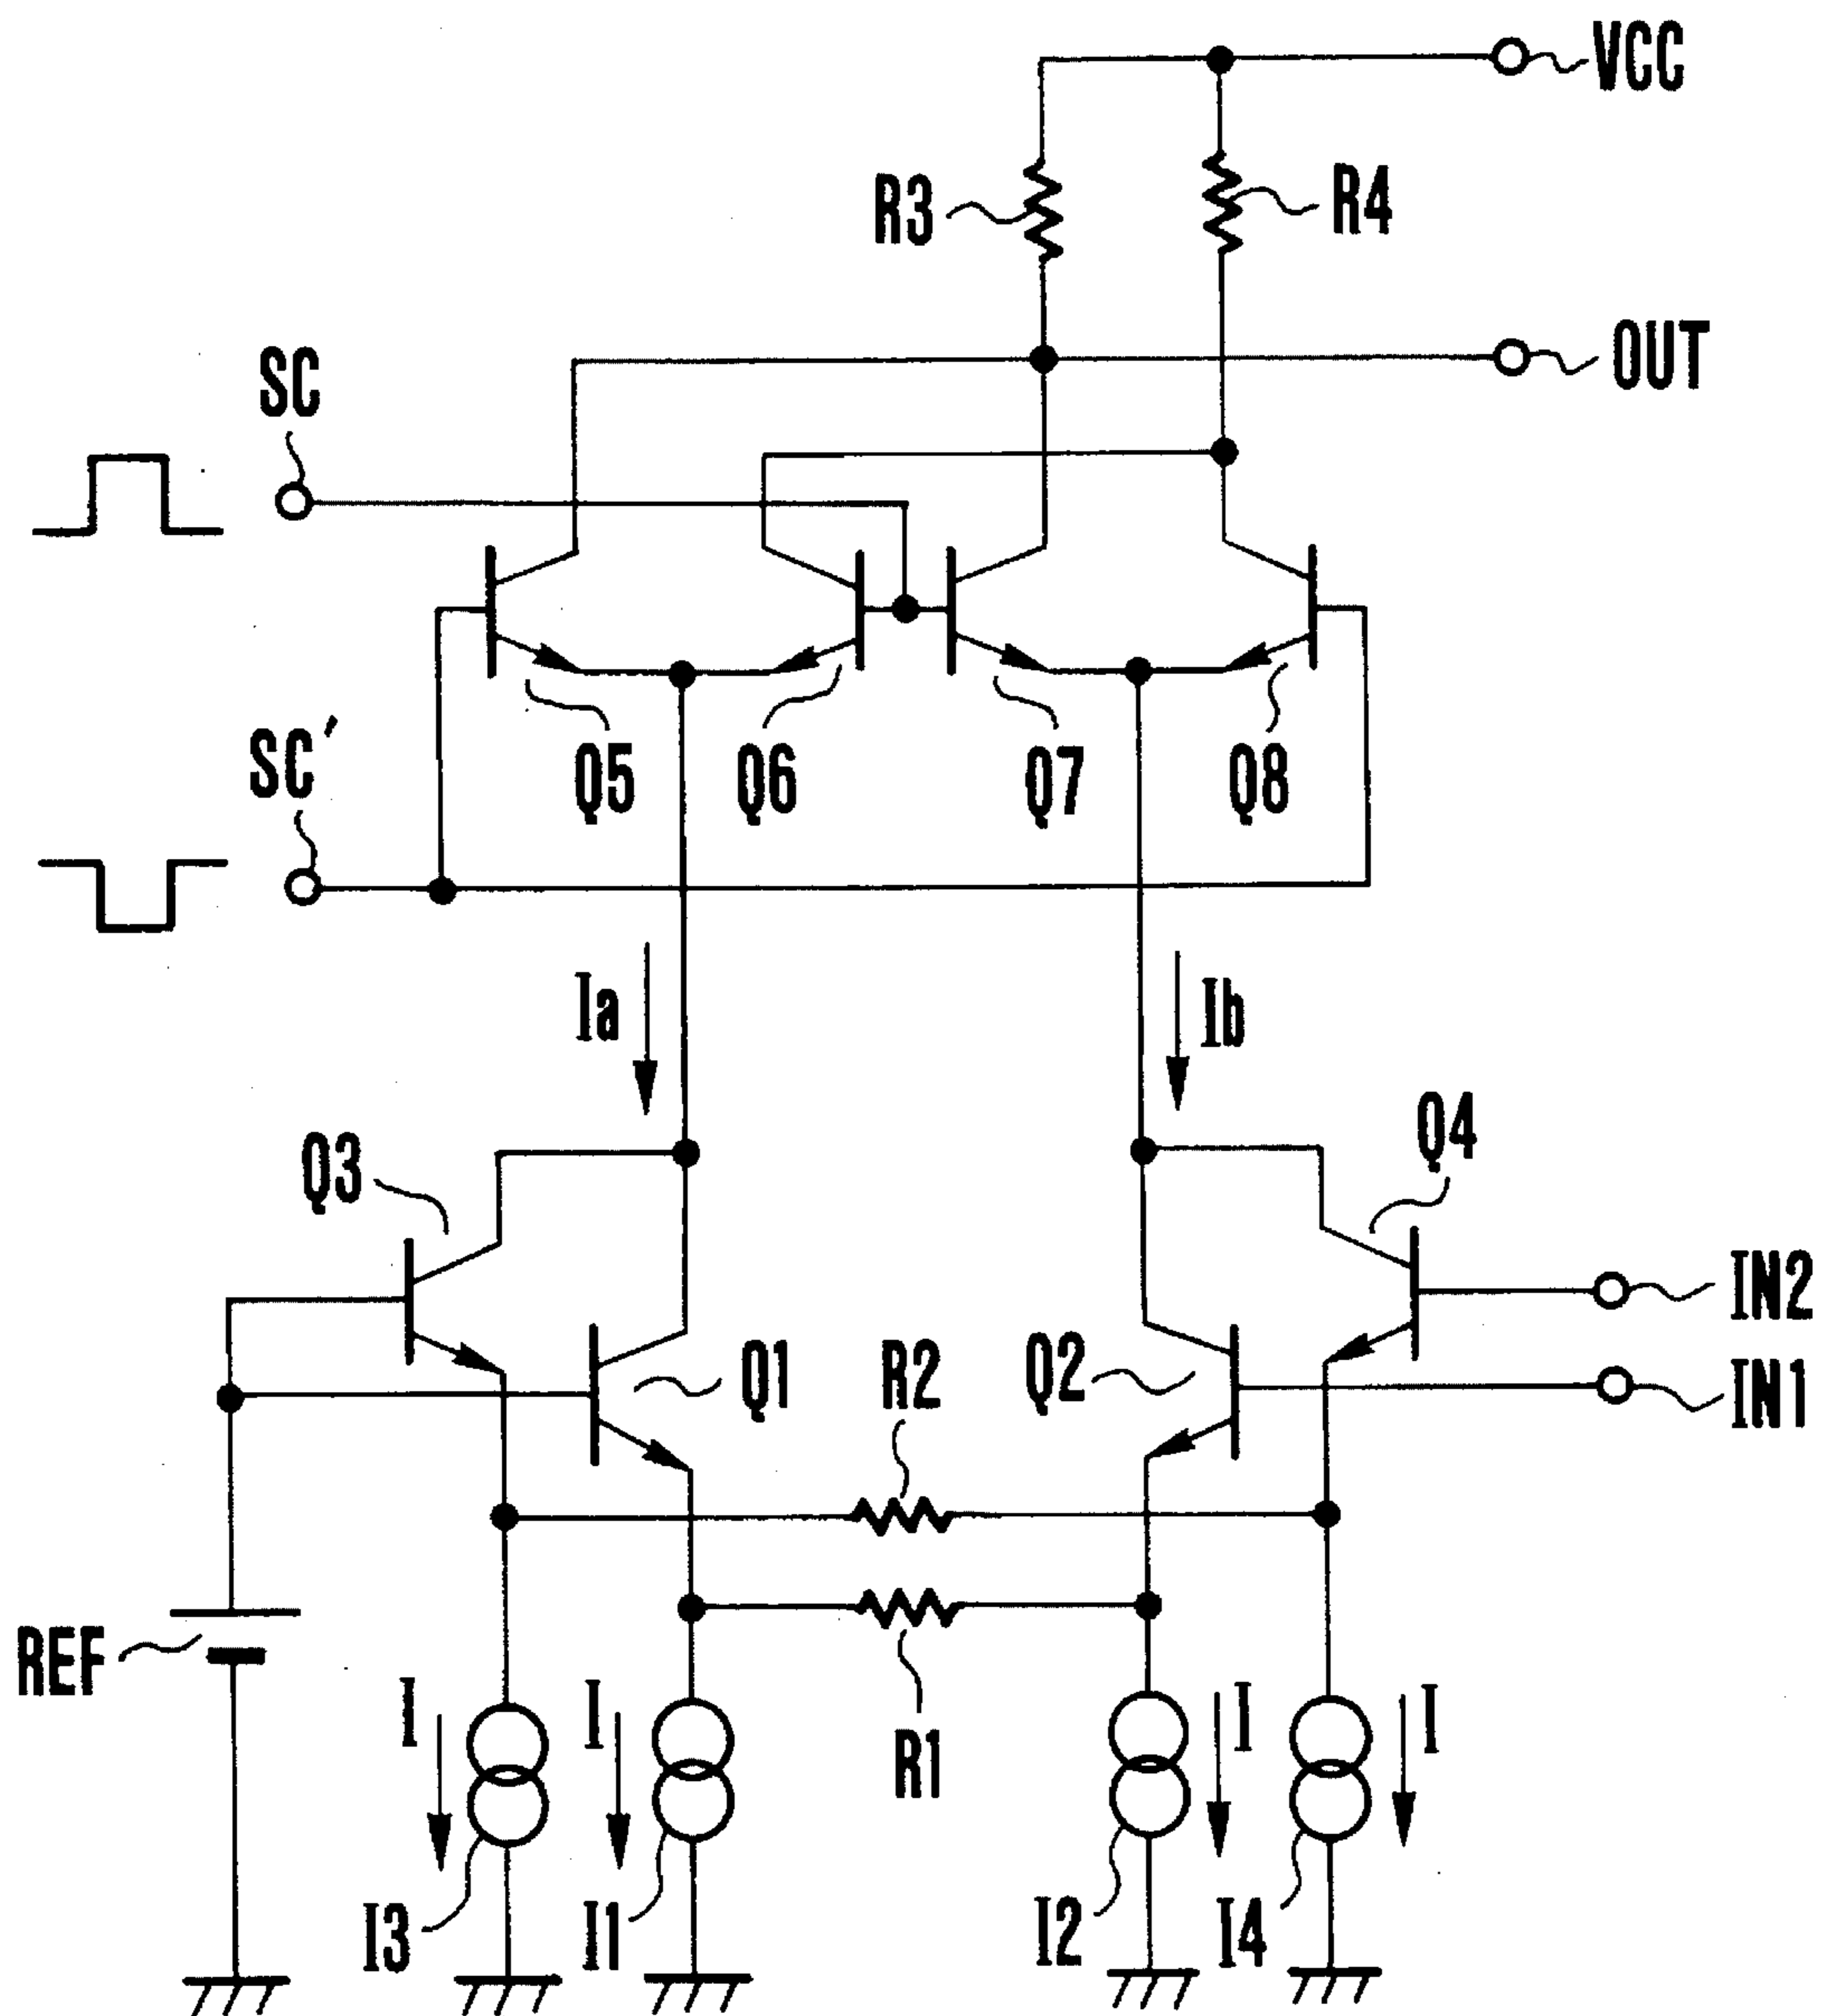 VCC
R3
R4
SC
OUT
SC′
Q5
Q6
Q7
Q8
Ia
Ib
Q3
Q4
IN2
Q1
R2
Q2
IN1
REF
I
I
R1
I
I
I3
I1
I2
I4